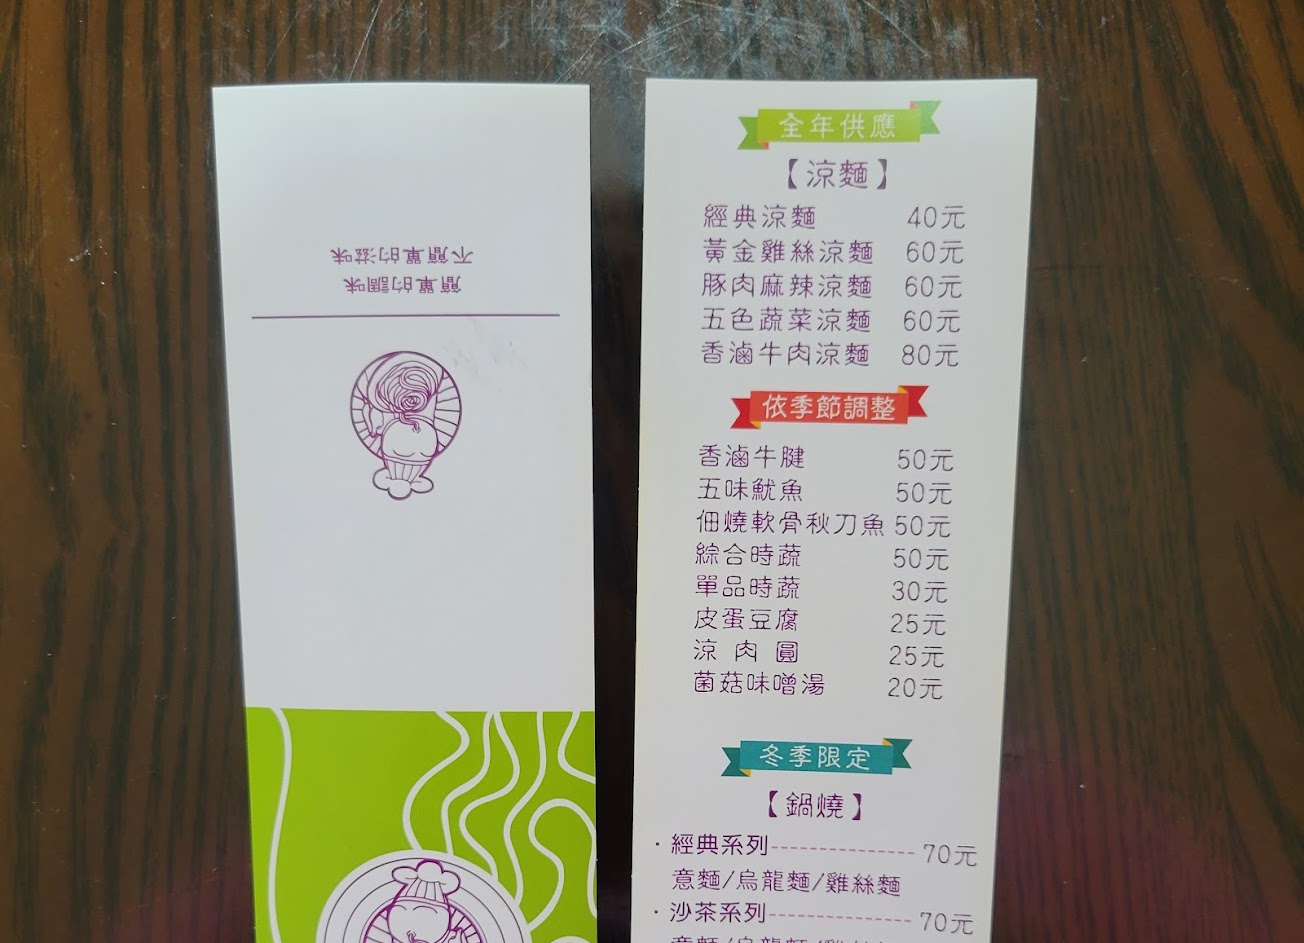 不簡單的滋味
簡單的調味
全年供應
【涼麵】
經典涼麵 40元
黃金雞絲涼麵 60元
豚肉麻辣涼麵 60元
五色蔬菜涼麵 60元
香滷牛肉涼麵 80元
依季節調整
香滷牛腱 50元
五味魷魚 50元
佃燒軟骨秋刀魚 50元
綜合時蔬 50元
單品時蔬 30元
皮蛋豆腐 25元
涼肉圓 25元
菌菇味噌湯 20元
冬季限定
【鍋燒】
·經典系列-------------- 70元
意麵/烏龍麵/雞絲麵
·沙茶系列-------------- 70元
意麵/烏龍麵/雞絲